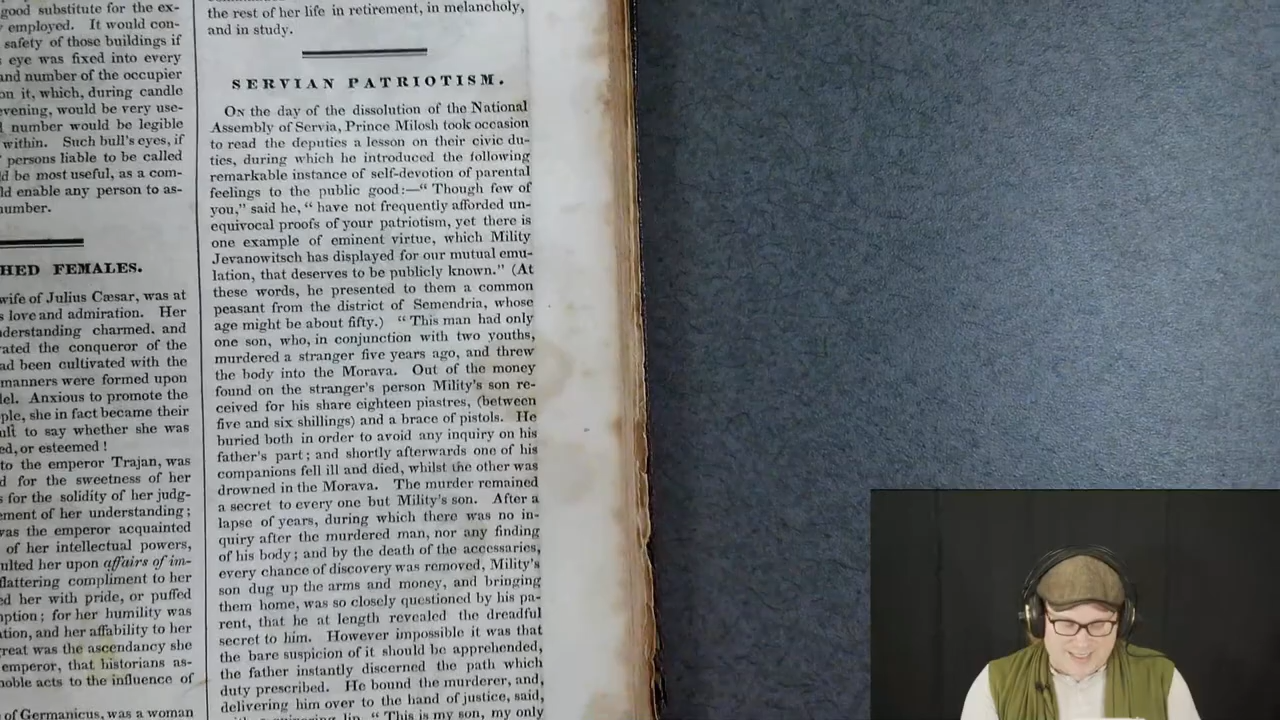 good substitute for the ex-
employed. It would con-
safety of those buildings if
eye was fixed into every
and number of the occupier
on it, which, during candle
evening, would be very use-
number would be legible
within. Such bull's eyes, if
persons liable to be called
ld be most useful, as a com-
ld enable any person to as-
number.
HED FEMALES.
wife of Julius Cæsar, was at
s love and admiration. Her
derstanding charmed, and
ated the conqueror of the
ad been cultivated with the
manners were formed upon
del. Anxious to promote the
ple, she in fact became their
ult to say whether she was
ed, or esteemed!
to the emperor Trajan, was
d for the sweetness of her
s for the solidity of her judg-
ement of her understanding;
was the emperor acquainted
of her intellectual powers,
ulted her upon affairs of im-
flattering compliment to her
ed her with pride, or puffed
mption; for her humility was
ation, and her affability to her
great was the ascendancy she
emperor, that historians as-
noble acts to the influence of
of Germanicus, was a woman
the rest of her life in retirement, in melancholy,
and in study.
SERVIAN PATRIOTISM.
On the day of the dissolution of the National
Assembly of Servia, Prince Milosh took occasion
to read the deputies a lesson on their civic du-
ties, during which he introduced the following
remarkable instance of self-devotion of parental
feelings to the public good:—“ Though few of
you,” said he, “ have not frequently afforded un-
equivocal proofs of your patriotism, yet there is
one example of eminent virtue, which Mility
Jevanowitsch has displayed for our mutual emu-
lation, that deserves to be publicly known.” (At
these words, he presented to them a common
peasant from the district of Semendria, whose
age might be about fifty.) “ This man had only
one son, who, in conjunction with two youths,
murdered a stranger five years ago, and threw
the body into the Morava. Out of the money
found on the stranger's person Mility's son re-
ceived for his share eighteen piastres, (between
five and six shillings) and a brace of pistols. He
buried both in order to avoid any inquiry on his
father's part; and shortly afterwards one of his
companions fell ill and died, whilst the other was
drowned in the Morava. The murder remained
a secret to every one but Mility's son. After a
lapse of years, during which there was no in-
quiry after the murdered man, nor any finding
of his body; and by the death of the accessaries,
every chance of discovery was removed, Mility's
son dug up the arms and money, and bringing
them home, was so closely questioned by his pa-
rent, that he at length revealed the dreadful
secret to him. However impossible it was that
the bare suspicion of it should be apprehended,
the father instantly discerned the path which
duty prescribed. He bound the murderer, and,
delivering him over to the hand of justice, said,
lip, “ This is my son, my only